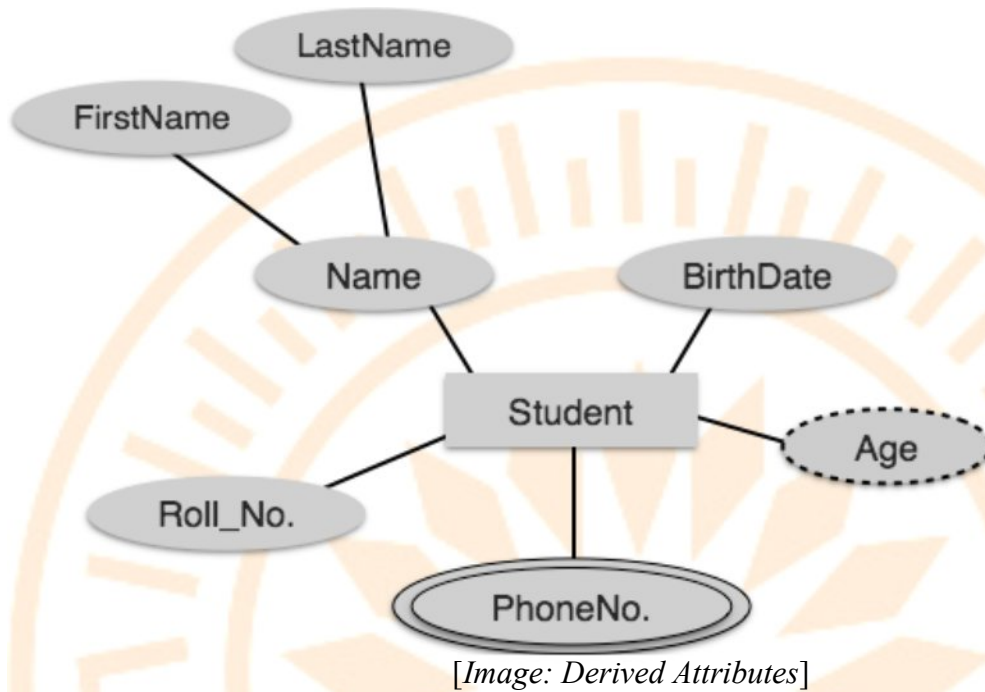 LastName
FirstName
Name
BirthDate
Student
Age
Roll_No.
PhoneNo.
[Image: Derived Attributes]